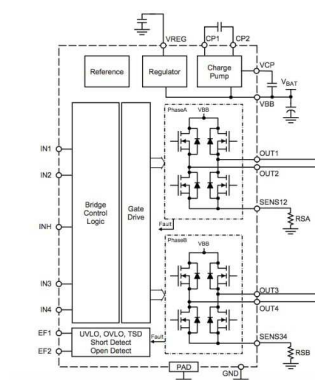 VREG
CP1 CP2
Reference
Regulator
Charge
Pump
VCP
VBAT
VBB
PhaseA
VBB
IN1
IN2
INH
IN3
IN4
Bridge
Control
Logic
Gate
Drive
OUT1
OUT2
SENS12
RSA
Fault
PhaseB
VBB
OUT3
OUT4
SENS34
RSB
EF1
EF2
UVLO, OVLO, TSD
Short Detect
Open Detect
Fault
PAD
GND